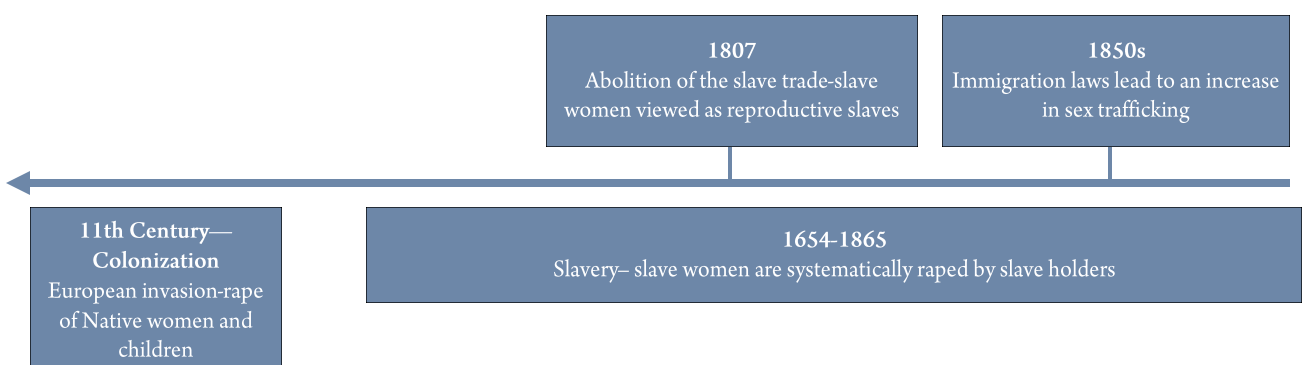 1807
Abolition of the slave trade-slave
women viewed as reproductive slaves
1850s
Immigration laws lead to an increase
in sex trafficking
11th Century—
Colonization
European invasion-rape
of Native women and
children
1654-1865
Slavery– slave women are systematically raped by slave holders